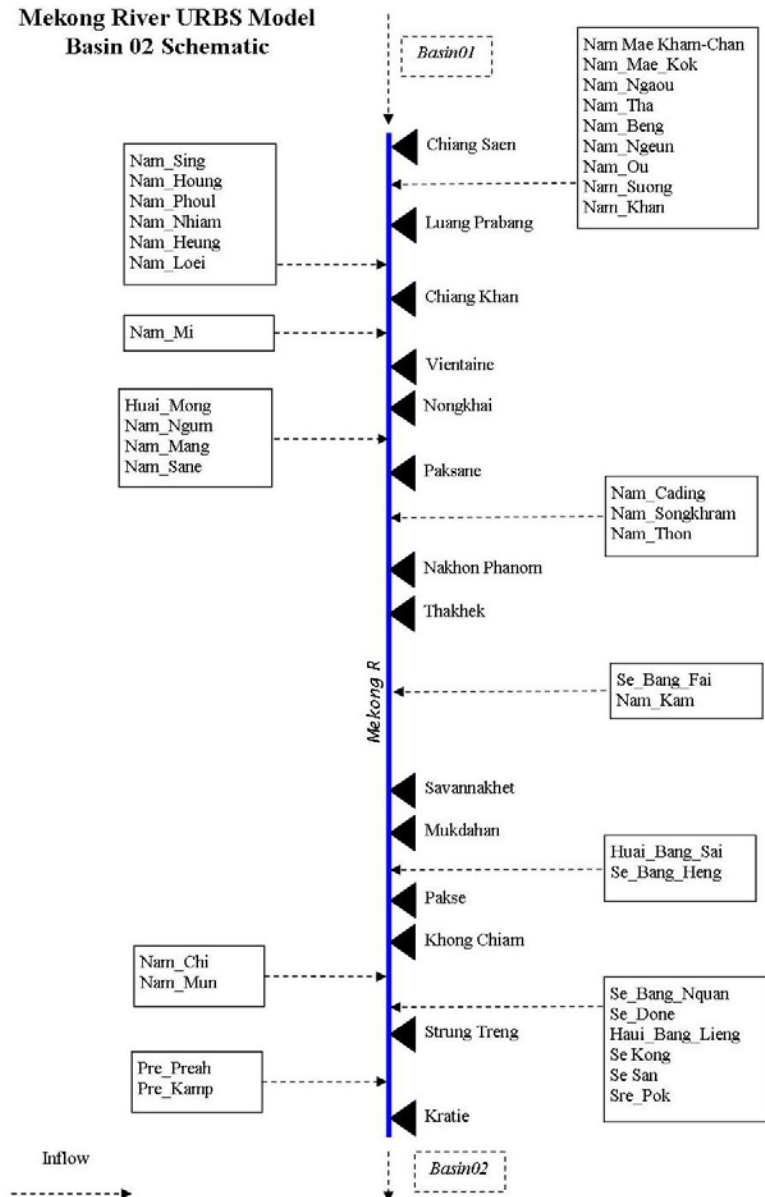 Mekong River URBS Model
Basin 02 Schematic
Basin01
Nam Mae Kham-Chan
Nam_Mae_Kok
Nam_Ngaou
Nam_Tha
Nam_Beng
Nam_Ngeun
Nam_Ou
Nam_Suong
Nam_Khan
Chiang Saen
Nam_Sing
Nam_Houng
Nam_Phoul
Nam_Nhiam
Nam_Heung
Nam_Loei
Luang Prabang
Chiang Khan
Nam_Mi
Vientaine
Nongkhai
Huai_Mong
Nam_Ngum
Nam_Mang
Nam_Sane
Paksane
Nam_Cading
Nam_Songkhram
Nam_Thon
Nakhon Phanom
Thakhek
Mekong R
Se_Bang_Fai
Nam_Kam
Savannakhet
Mukdahan
Huai_Bang_Sai
Se_Bang_Heng
Pakse
Khong Chiam
Nam_Chi
Nam_Mun
Se_Bang_Nquan
Se_Done
Haui_Bang_Lieng
Se Kong
Se San
Sre_Pok
Strung Treng
Pre_Preah
Pre_Kamp
Kratie
Inflow
Basin02